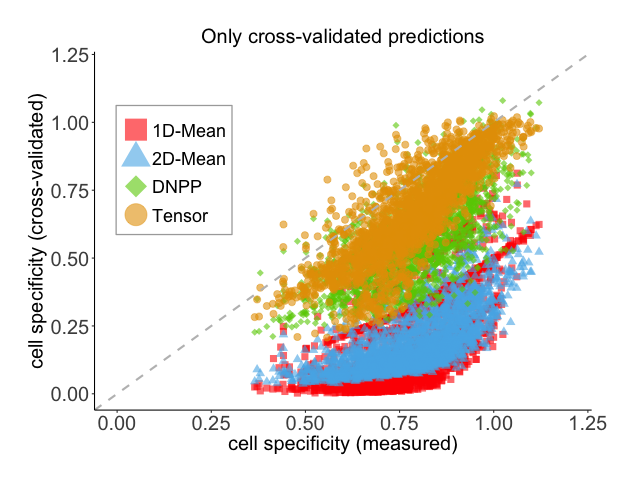 Only cross-validated predictions
1.25
1.00
0.75
0.50
0.25
0.00
cell specificity (cross-validated)
1D-Mean
2D-Mean
DNPP
Tensor
0.00 0.25 0.50 0.75 1.00 1.25
cell specificity (measured)